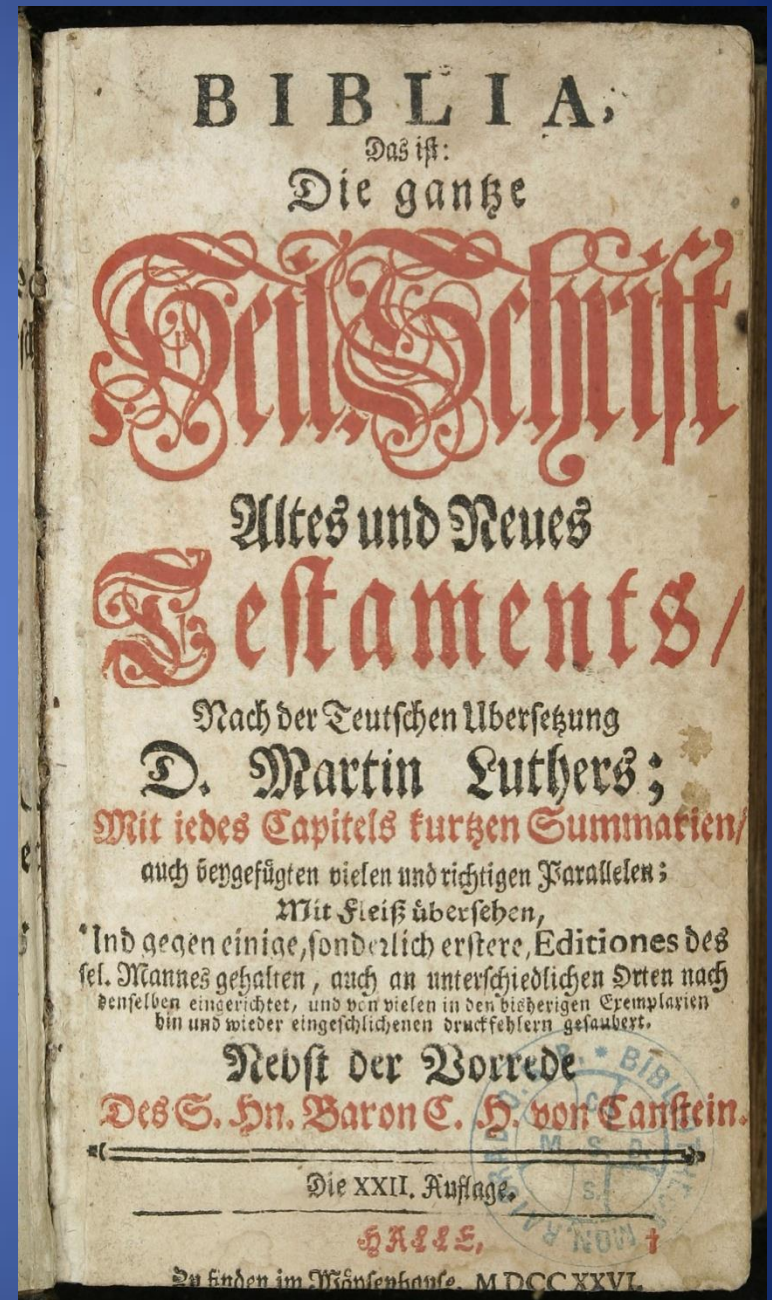 BIBLIA,
Das ist:
Die gantze
Heil. Schrift
Altes und Neues
Testaments/
Nach der Teutschen Ubersetzung
D. Martin Luthers;
Mit jedes Capitels kurtzen Summarien/
auch beygefügten vielen und richtigen Parallelen;
Mit Fleiß übersehen,
Und gegen einige, sonderlich erstere, Editiones des
sel. Mannes gehalten, auch an unterschiedlichen Orten nach
denselben eingerichtet, und von vielen in den bisherigen Exemplarien
hin und wieder eingeschlichenen druckfehlern gesaubert.
Nebst der Vorrede
Des S. Hn. Baron C. H. von Canstein.
Die XXII. Auflage.
HALLE,
Zu finden im Wäysenhause. MDCCXXVI.